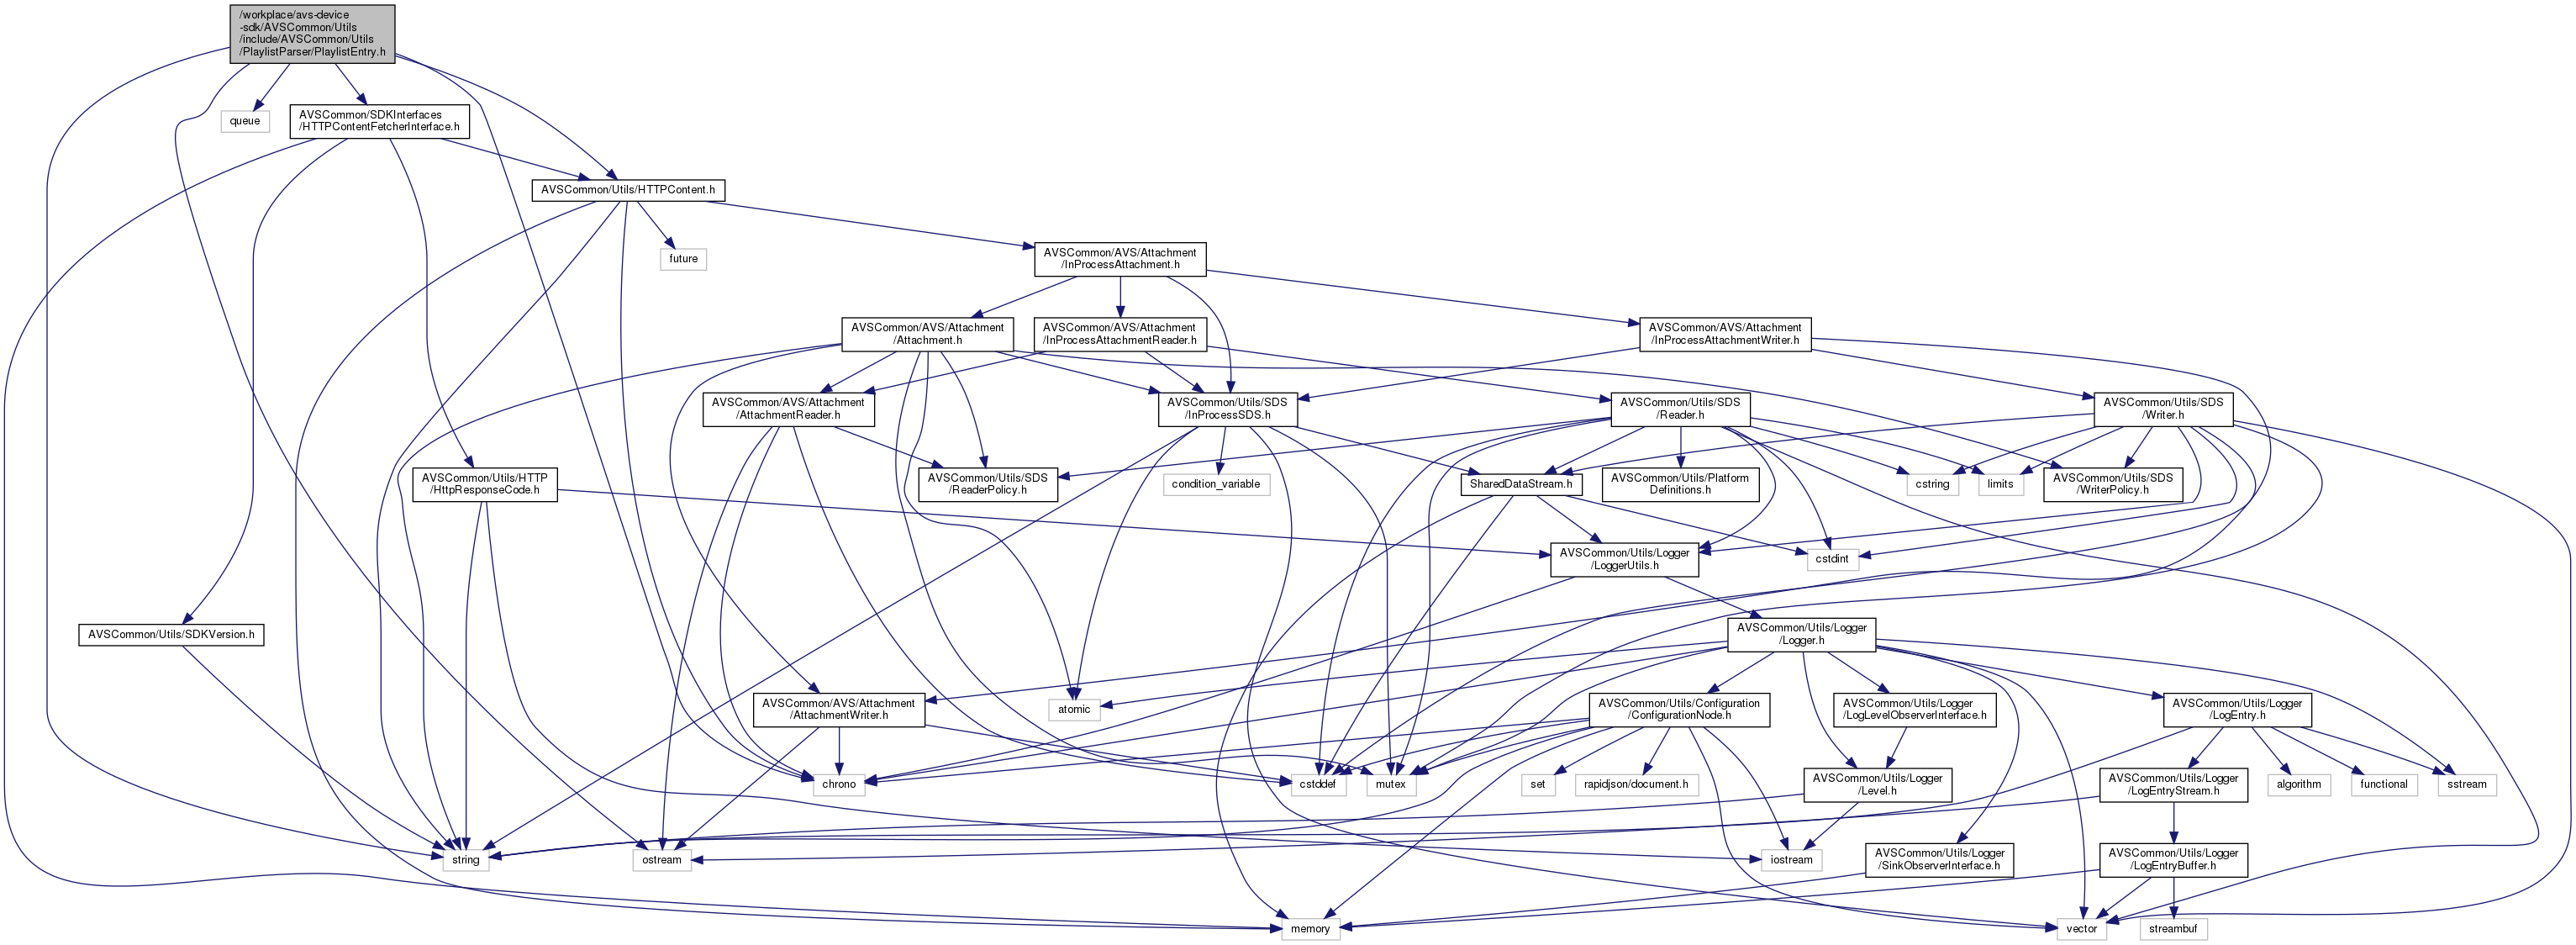 /workplace/avs-device
-sdk/AVSCommon/Utils
/include/AVSCommon/Utils
/PlaylistParser/PlaylistEntry.h
queue
AVSCommon/SDKInterfaces
/HTTPContentFetcherInterface.h
AVSCommon/Utils/HTTPContent.h
future
AVSCommon/AVS/Attachment
/InProcessAttachment.h
AVSCommon/AVS/Attachment
/Attachment.h
AVSCommon/AVS/Attachment
/InProcessAttachmentReader.h
AVSCommon/AVS/Attachment
/InProcessAttachmentWriter.h
AVSCommon/AVS/Attachment
/AttachmentReader.h
AVSCommon/Utils/SDS
/InProcessSDS.h
AVSCommon/Utils/SDS
/Reader.h
AVSCommon/Utils/SDS
/Writer.h
AVSCommon/Utils/HTTP
/HttpResponseCode.h
AVSCommon/Utils/SDS
/ReaderPolicy.h
condition_variable
SharedDataStream.h
AVSCommon/Utils/Platform
Definitions.h
cstring
limits
AVSCommon/Utils/SDS
/WriterPolicy.h
AVSCommon/Utils/Logger
/LoggerUtils.h
cstdint
AVSCommon/Utils/SDKVersion.h
AVSCommon/Utils/Logger
/Logger.h
AVSCommon/AVS/Attachment
/AttachmentWriter.h
atomic
AVSCommon/Utils/Configuration
/ConfigurationNode.h
AVSCommon/Utils/Logger
/LogLevelObserverInterface.h
AVSCommon/Utils/Logger
/LogEntry.h
chrono
cstddef
mutex
set
rapidjson/document.h
AVSCommon/Utils/Logger
/Level.h
AVSCommon/Utils/Logger
/LogEntryStream.h
algorithm
functional
sstream
string
ostream
iostream
AVSCommon/Utils/Logger
/SinkObserverInterface.h
AVSCommon/Utils/Logger
/LogEntryBuffer.h
memory
vector
streambuf